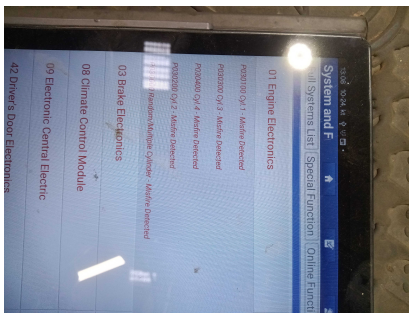 System and F
ull Systems List
Special Function
Online Functi
01 Engine Electronics
P030100 Cyl.1 - Misfire Detected
P030300 Cyl.3 - Misfire Detected
P030400 Cyl.4 - Misfire Detected
P030200 Cyl.2 - Misfire Detected
Random/Multiple Cylinder - Misfire Detected
03 Brake Electronics
08 Climate Control Module
09 Electronic Central Electric
42 Driver's Door Electronics